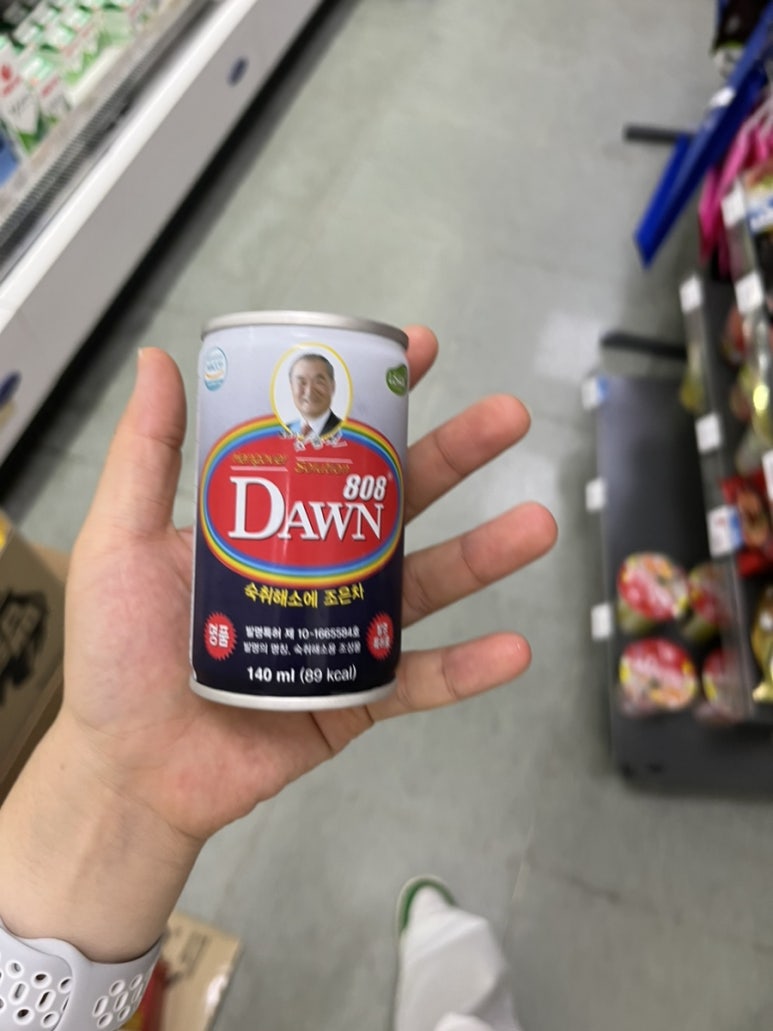 Hangover Solution
808
DAWN
숙취해소에 조은차
발명특허 제 10-1665584호
발명의 명칭. 숙취해소용 조성물
140 ml (89 kcal)